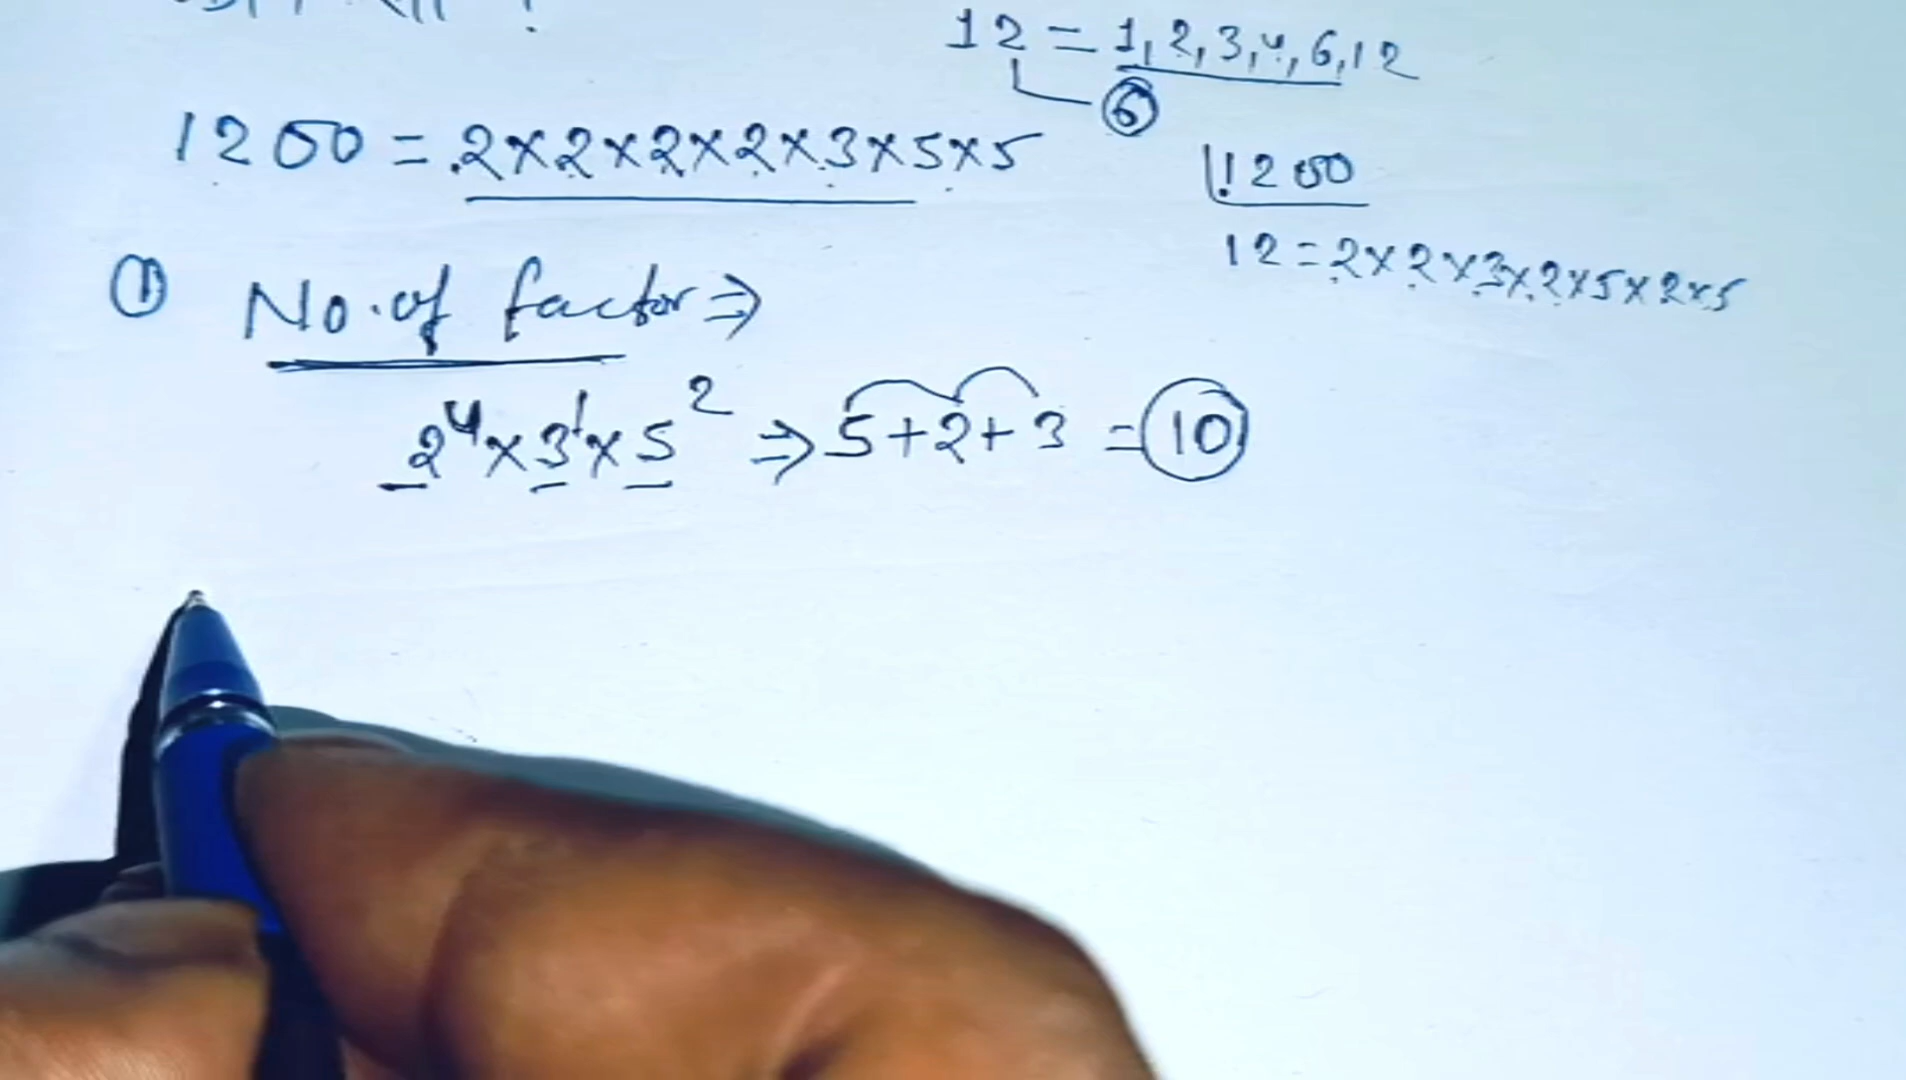 12 = 1, 2, 3, 4, 6, 12
6
1200 = 2×2×2×2×3×5×5
1200
12 = 2×2×3×2×5×2×5
① No. of factor ⇒
2⁴×3¹×5² ⇒ 5+2+3 = 10